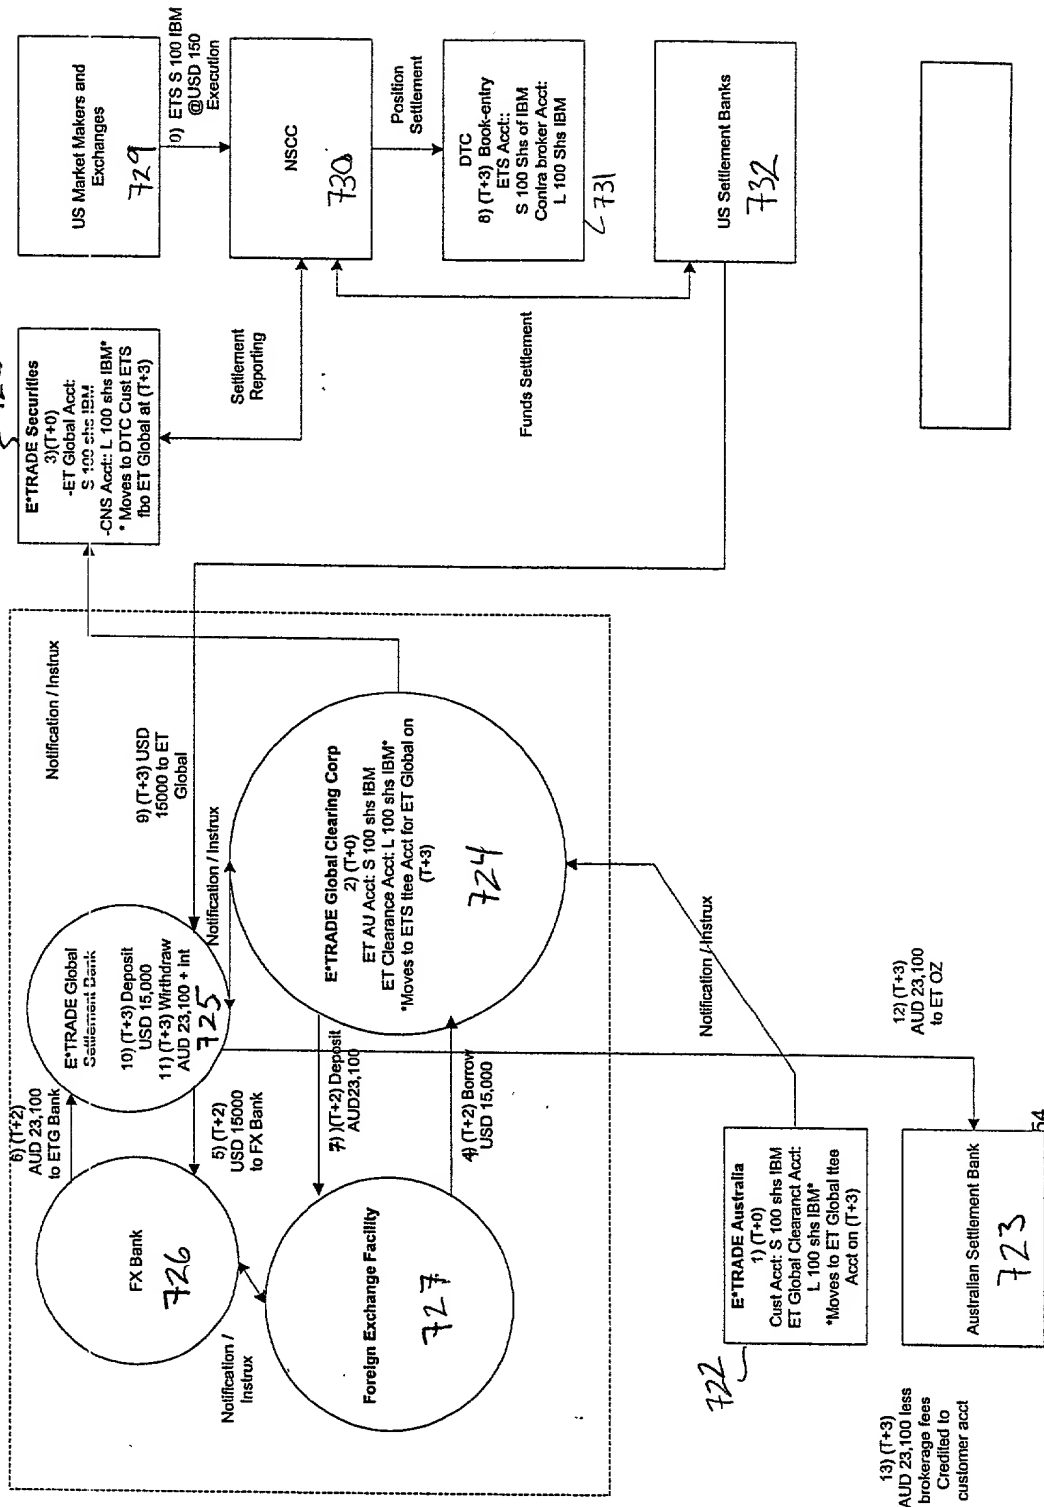 US Market Makers and
Exchanges
729
0) ETS S 100 IBM
@USD 150
Execution
NSCC
730
Position
Settlement
DTC
8) (T+3) Book-entry
ETS Acct::
S 100 Shs of IBM
Contra broker Acct:
L 100 Shs IBM
731
US Settlement Banks
732
E*TRADE Securities
3)(T+0)
-ET Global Acct:
S 100 shs IBM
-CNS Acct:: L 100 shs IBM*
* Moves to DTC Cust ETS
fbo ET Global at (T+3)
Settlement
Reporting
Funds Settlement
Notification / Instrux
9) (T+3) USD
15000 to ET
Global
Notification / Instrux
E*TRADE Global Clearing Corp
2) (T+0)
ET AU Acct: S 100 shs IBM
ET Clearance Acct: L 100 shs IBM*
*Moves to ETS ttee Acct for ET Global on
(T+3)
724
E*TRADE Global
Settlement Bank
10) (T+3) Deposit
USD 15,000
11) (T+3) Wirthdraw
AUD 23,100 + Int
725
6) (T+2)
AUD 23,100
to ETG Bank
5) (T+2)
USD 15000
to FX Bank
7) )(T+2) Deposit
AUD23,100
4) (T+2) Borrow
USD 15,000
FX Bank
726
Notification /
Instrux
Foreign Exchange Facility
727
Notification / Instrux
12) (T+3)
AUD 23,100
to ET OZ
E*TRADE Australia
1) (T+0)
Cust Acct: S 100 shs IBM
ET Global Clearanct Acct:
L 100 shs IBM*
*Moves to ET Global ttee
Acct on (T+3)
722
Australian Settlement Bank
723
54
13) (T+3)
AUD 23,100 less
brokerage fees
Credited to
customer acct